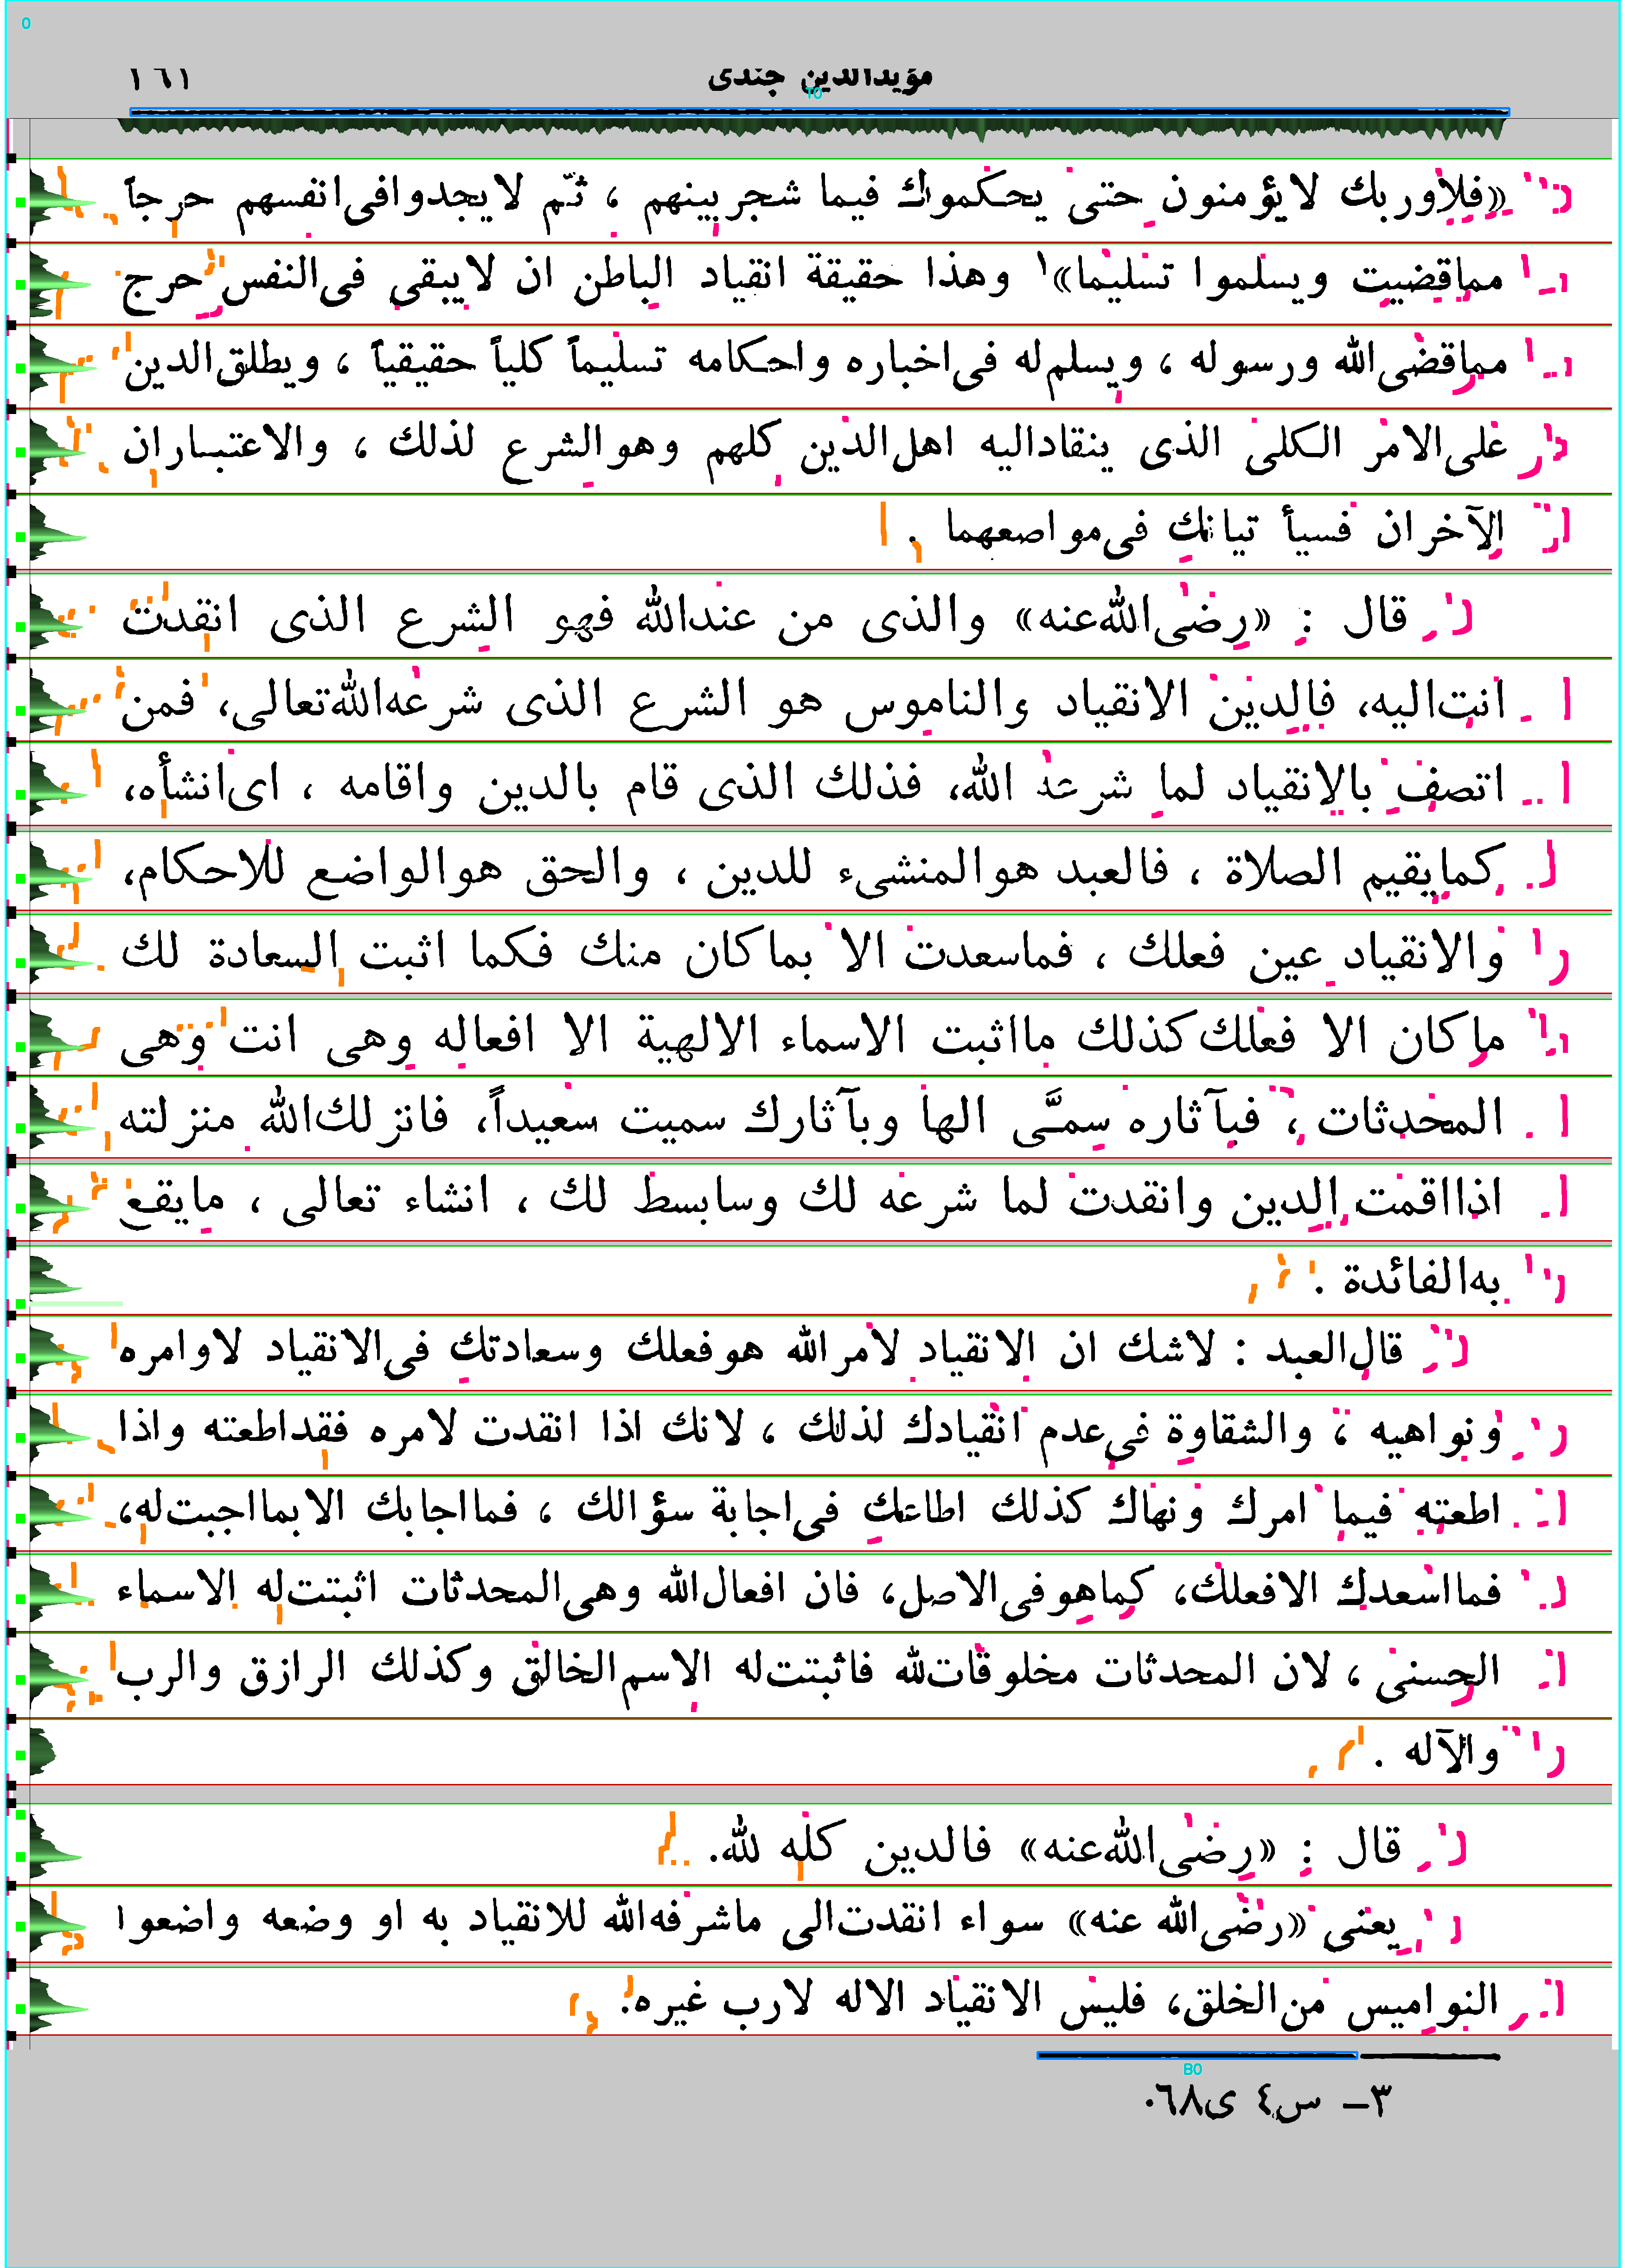 مؤيدالدين جندى ١٦١
«فلاوربك لايؤمنون حتى يحكموك فيما شجربينهم ، ثم لايجدوافى‌انفسهم حرجاً
مماقضيت ويسلموا تسليما»١ وهذا حقيقة انقياد الباطن ان لايبقى فى‌النفس حرج
مماقضى‌الله ورسوله ، ويسلم‌له فى‌اخباره واحكامه تسليماً كلياً حقيقياً ، ويطلق‌الدين
على‌الامر الكلى الذى ينقاداليه اهل‌الدين كلهم وهوالشرع لذلك ، والاعتباران
الآخران فسيأ تيانك فى‌مواصعهما .
قال : «رضى‌الله‌عنه» والذى من عندالله فهو الشرع الذى انقدت
انت‌اليه، فالدين الانقياد والناموس هو الشرع الذى شرعه‌الله‌تعالى، فمن
اتصف بالانقياد لما شرعه الله، فذلك الذى قام بالدين واقامه ، اى‌انشأه،
كمايقيم الصلاة ، فالعبد هوالمنشىء للدين ، والحق هوالواضع للاحكام،
والانقياد عين فعلك ، فماسعدت الا بماكان منك فكما اثبت السعادة لك
ماكان الا فعلك‌كذلك مااثبت الاسماء الالهية الا افعاله وهى انت وهى
المحدثات ، فبآثاره سمّى الها وبآثارك سميت سعيداً، فانزلك‌الله منزلته
اذااقمت الدين وانقدت لما شرعه لك وسابسط لك ، انشاء تعالى ، مايقع
به‌الفائدة .
قال‌العبد : لاشك ان الانقياد لامرالله هوفعلك وسعادتك فى‌الانقياد لاوامره
ونواهيه ، والشقاوة فى‌عدم انقيادك لذلك ، لانك اذا انقدت لامره فقداطعته واذا
اطعته فيما امرك ونهاك كذلك اطاعك فى‌اجابة سؤالك ، فمااجابك الابمااجبت‌له،
فمااسعدك الافعلك، كماهوفى‌الاصل، فان افعال‌الله وهى‌المحدثات اثبتت‌له الاسماء
الحسنى ، لان المحدثات مخلوقات‌لله فاثبتت‌له الاسم‌الخالق وكذلك الرازق والرب
والآله .
قال : «رضى‌الله‌عنه» فالدين كله لله.
يعنى «رضى‌الله عنه» سواء انقدت‌الى ماشرفه‌الله للانقياد به او وضعه واضعوا
النواميس من‌الخلق، فليس الانقياد الاله لارب غيره.
٣- س٤ ى٦٨.